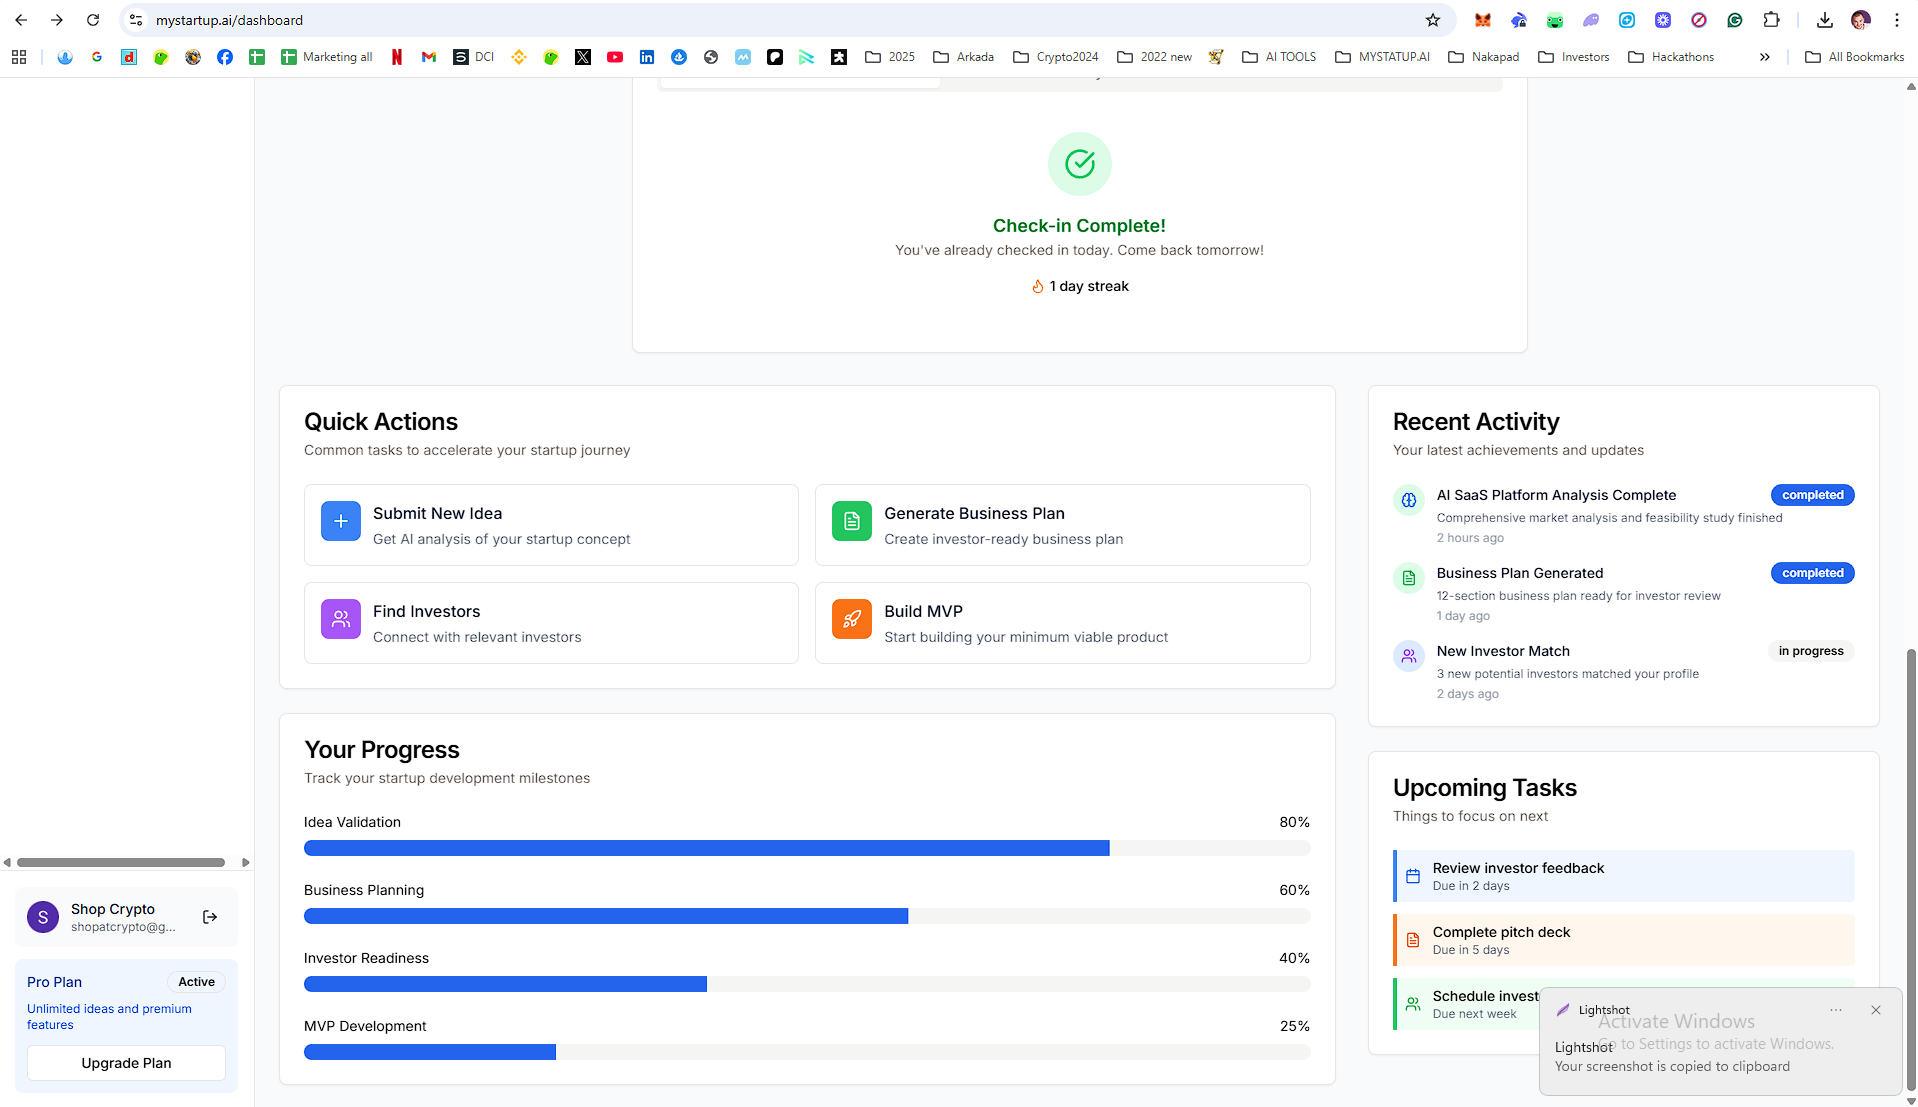 mystartup.ai/dashboard
Marketing all
DCI
2025
Arkada
Crypto2024
2022 new
AI TOOLS
MYSTATUP.AI
Nakapad
Investors
Hackathons
All Bookmarks
Check-in Complete!
You've already checked in today. Come back tomorrow!
1 day streak
Quick Actions
Common tasks to accelerate your startup journey
Submit New Idea
Get AI analysis of your startup concept
Generate Business Plan
Create investor-ready business plan
Find Investors
Connect with relevant investors
Build MVP
Start building your minimum viable product
Recent Activity
Your latest achievements and updates
AI SaaS Platform Analysis Complete
completed
Comprehensive market analysis and feasibility study finished
2 hours ago
Business Plan Generated
completed
12-section business plan ready for investor review
1 day ago
New Investor Match
in progress
3 new potential investors matched your profile
2 days ago
Your Progress
Track your startup development milestones
Idea Validation
80%
Business Planning
60%
Investor Readiness
40%
MVP Development
25%
Upcoming Tasks
Things to focus on next
Review investor feedback
Due in 2 days
Complete pitch deck
Due in 5 days
Schedule invest
Due next week
S
Shop Crypto
shopatcrypto@g...
Pro Plan
Active
Unlimited ideas and premium
features
Upgrade Plan
Lightshot
Activate Windows
Go to Settings to activate Windows.
Lightshot
Your screenshot is copied to clipboard